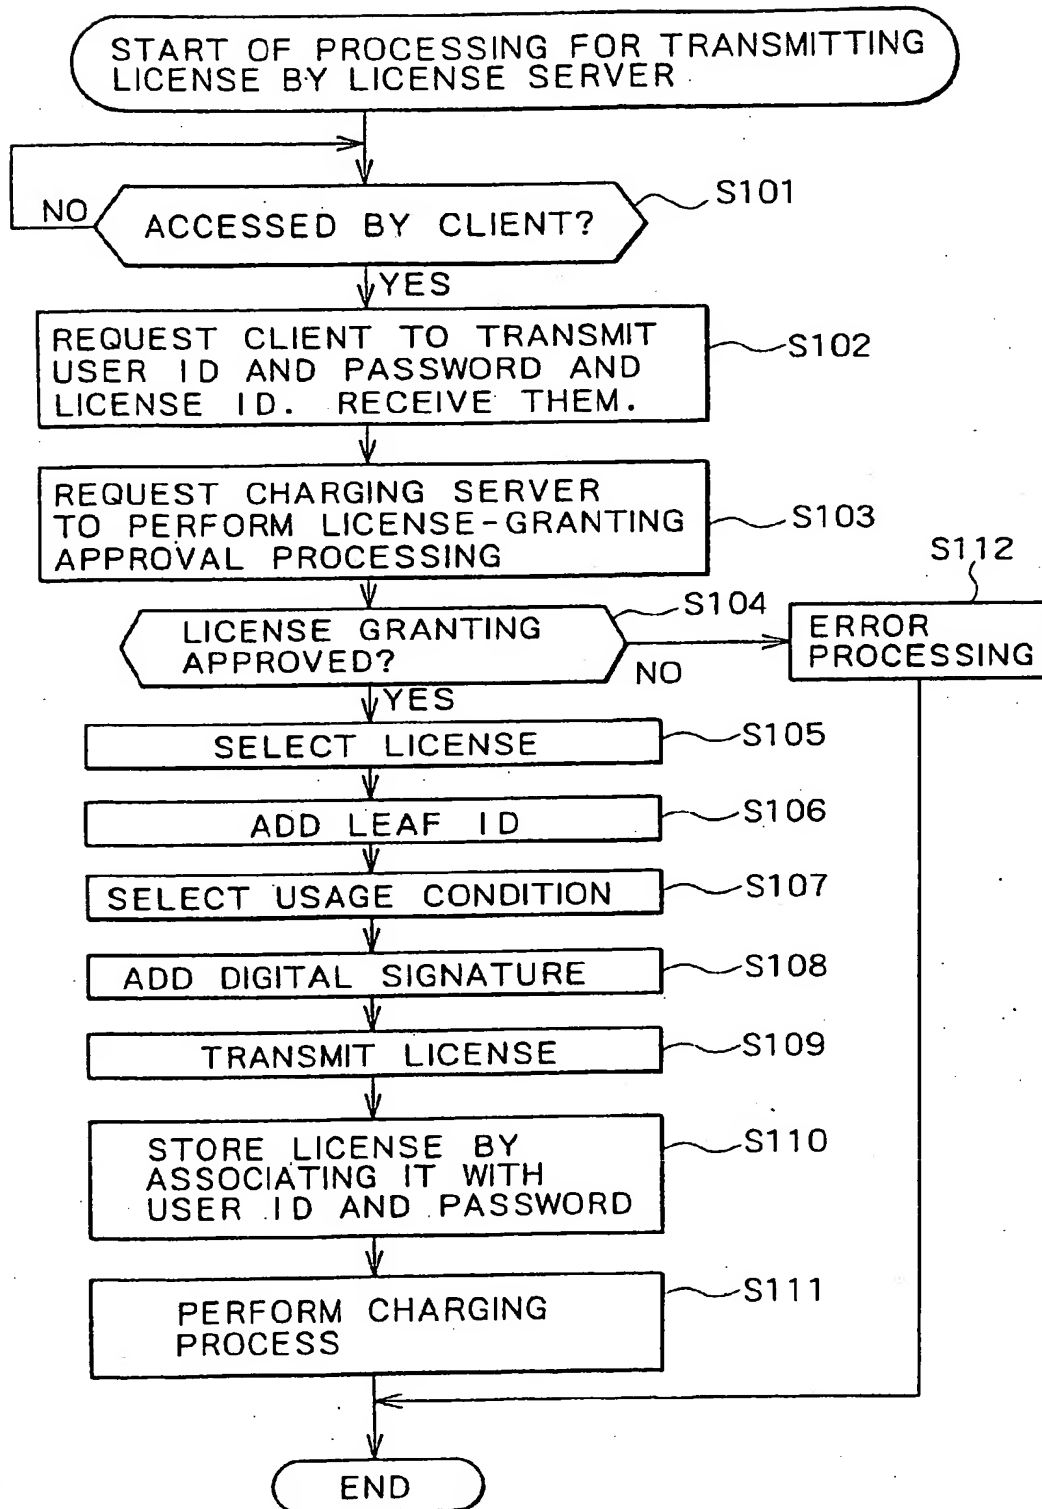 START OF PROCESSING FOR TRANSMITTING
LICENSE BY LICENSE SERVER
S101
NO
ACCESSED BY CLIENT?
YES
REQUEST CLIENT TO TRANSMIT
USER ID AND PASSWORD AND
LICENSE ID. RECEIVE THEM.
S102
REQUEST CHARGING SERVER
TO PERFORM LICENSE-GRANTING
APPROVAL PROCESSING
S103
S112
S104
LICENSE GRANTING
APPROVED?
NO
ERROR
PROCESSING
YES
SELECT LICENSE
S105
ADD LEAF ID
S106
SELECT USAGE CONDITION
S107
ADD DIGITAL SIGNATURE
S108
TRANSMIT LICENSE
S109
STORE LICENSE BY
ASSOCIATING IT WITH
USER ID AND PASSWORD
S110
PERFORM CHARGING
PROCESS
S111
END